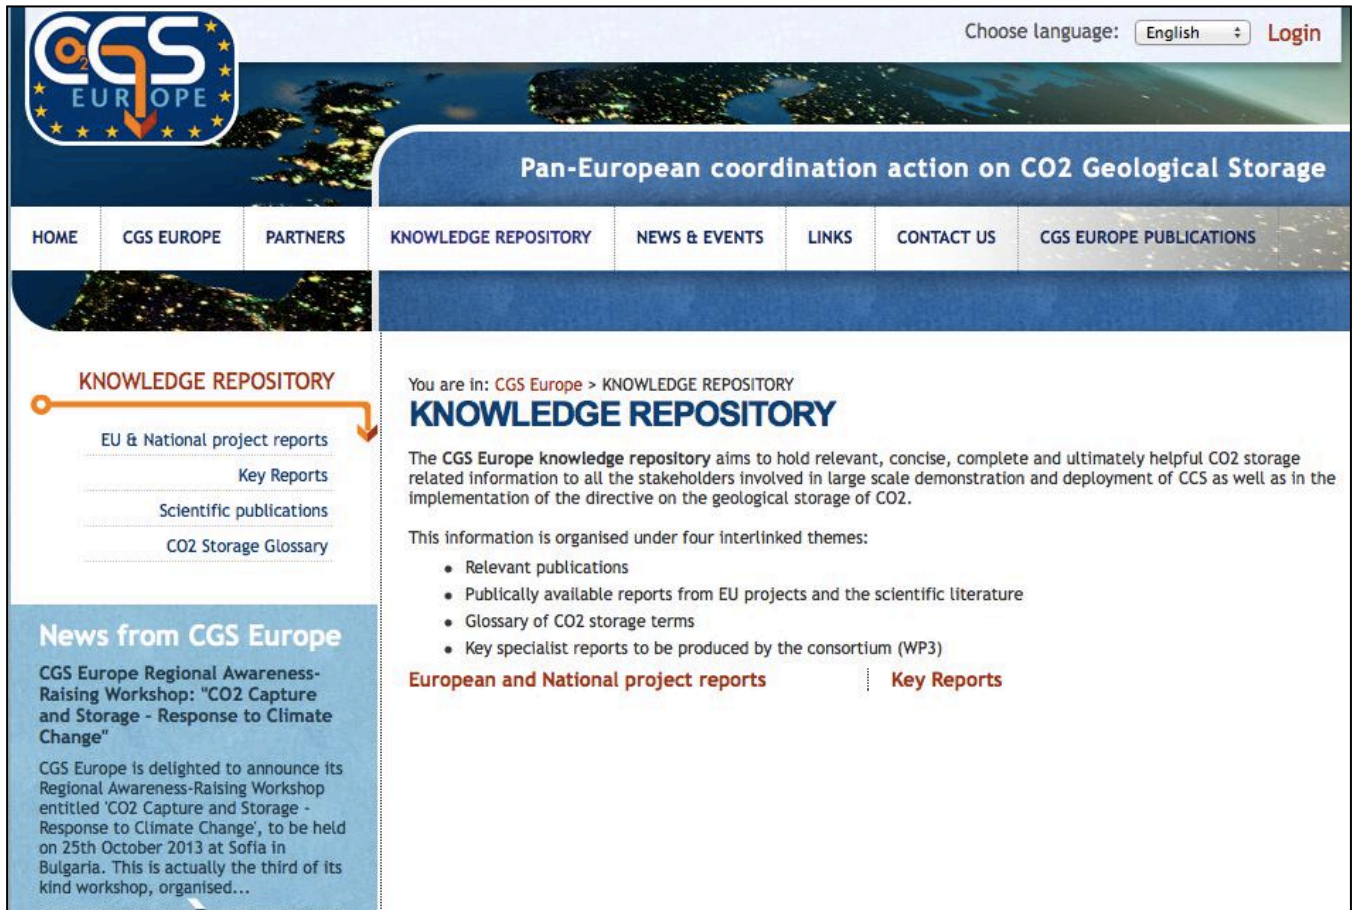 CO2GS
EUROPE
Choose language: English Login
Pan-European coordination action on CO2 Geological Storage
HOME CGS EUROPE PARTNERS KNOWLEDGE REPOSITORY NEWS & EVENTS LINKS CONTACT US CGS EUROPE PUBLICATIONS
KNOWLEDGE REPOSITORY
EU & National project reports
Key Reports
Scientific publications
CO2 Storage Glossary
News from CGS Europe
CGS Europe Regional Awareness-
Raising Workshop: "CO2 Capture
and Storage - Response to Climate
Change"
CGS Europe is delighted to announce its
Regional Awareness-Raising Workshop
entitled 'CO2 Capture and Storage -
Response to Climate Change', to be held
on 25th October 2013 at Sofia in
Bulgaria. This is actually the third of its
kind workshop, organised...
You are in: CGS Europe > KNOWLEDGE REPOSITORY
KNOWLEDGE REPOSITORY
The CGS Europe knowledge repository aims to hold relevant, concise, complete and ultimately helpful CO2 storage
related information to all the stakeholders involved in large scale demonstration and deployment of CCS as well as in the
implementation of the directive on the geological storage of CO2.
This information is organised under four interlinked themes:
• Relevant publications
• Publically available reports from EU projects and the scientific literature
• Glossary of CO2 storage terms
• Key specialist reports to be produced by the consortium (WP3)
European and National project reports Key Reports